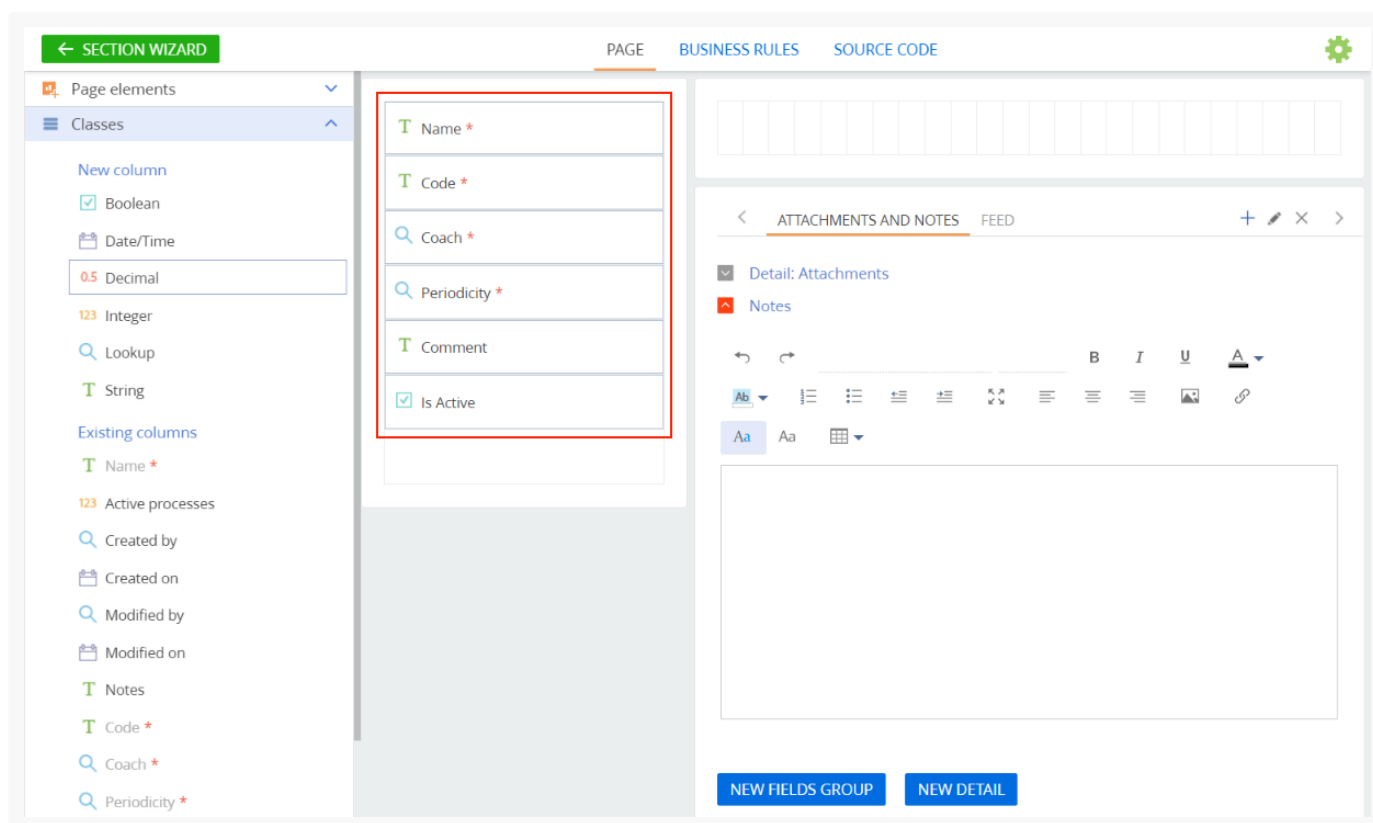 ← SECTION WIZARD
PAGE BUSINESS RULES SOURCE CODE
Page elements
Classes
New column
Boolean
Date/Time
0.5 Decimal
123 Integer
Lookup
T String
Existing columns
T Name *
123 Active processes
Created by
Created on
Modified by
Modified on
T Notes
T Code *
Coach *
Periodicity *
T Name *
T Code *
Coach *
Periodicity *
T Comment
Is Active
ATTACHMENTS AND NOTES FEED
Detail: Attachments
Notes
B I U A
Ab
Aa Aa
NEW FIELDS GROUP NEW DETAIL